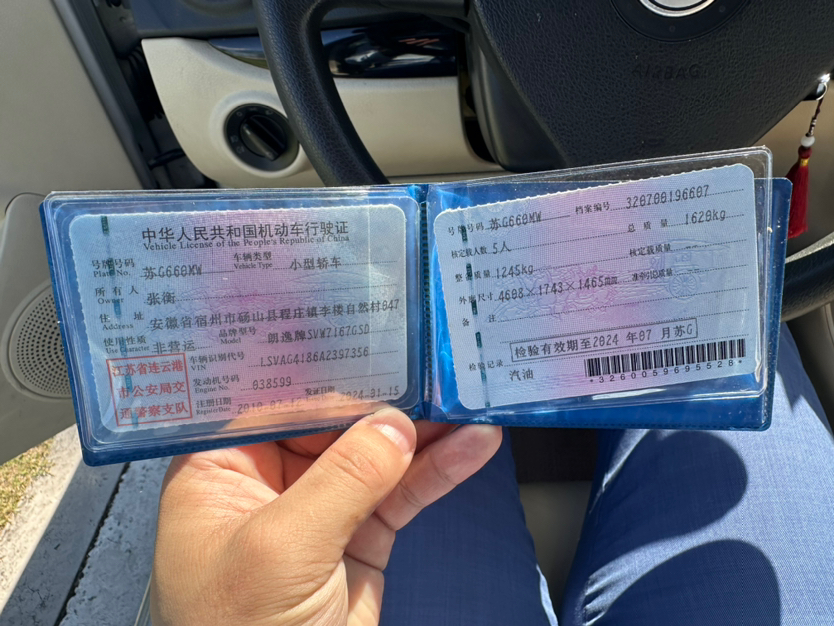 AIRBAG
中华人民共和国机动车行驶证
Vehicle License of the People's Republic of China
号牌号码 苏G660MW 车辆类型 小型轿车
Plate No. Vehicle Type
所有人 张衡
Owner
住址 安徽省宿州市砀山县程庄镇李楼自然村047
Address
使用性质 非营运 品牌型号 朗逸牌SVW7167GSD
Use Character Model
江苏省连云港
市公安局交
通警察支队
车辆识别代号 LSVAG4186A2397356
VIN
发动机号码 038599
Engine No.
注册日期 发证日期 2024-01-15
Register Date
号牌号码 苏G660MW 档案编号 320700196607
核定载人数 5人 总质量 1620kg
整备质量 1245kg 核定载质量
外廓尺寸 4608×1743×1465mm 准牵引总质量
备注
检验有效期至2024 年07 月苏G
检验记录
汽油
*3260059695528*